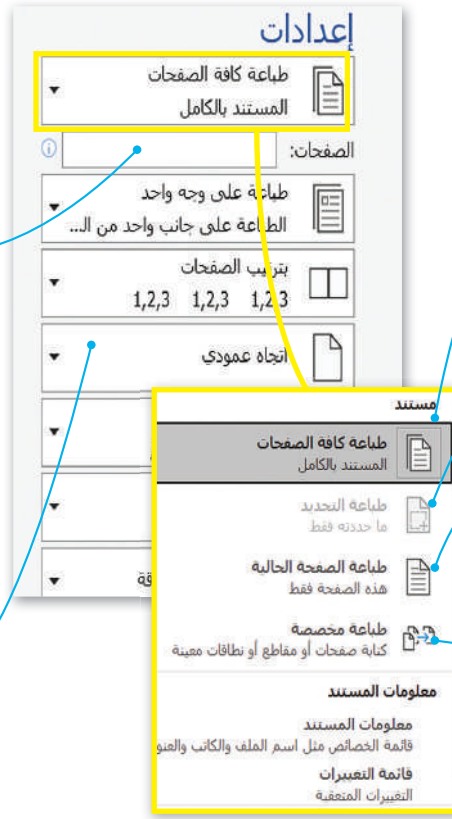 إعدادات
طباعة كافة الصفحات
المستند بالكامل
الصفحات:
طباعة على وجه واحد
الطباعة على جانب واحد من الـ...
بترتيب الصفحات
1,2,3 1,2,3 1,2,3
اتجاه عمودي
مستند
طباعة كافة الصفحات
المستند بالكامل
طباعة التحديد
ما حددته فقط
طباعة الصفحة الحالية
هذه الصفحة فقط
طباعة مخصصة
كتابة صفحات أو مقاطع أو نطاقات معينة
معلومات المستند
معلومات المستند
قائمة الخصائص مثل اسم الملف والكاتب والعنو
قائمة التغييرات
التغييرات المتعقبة